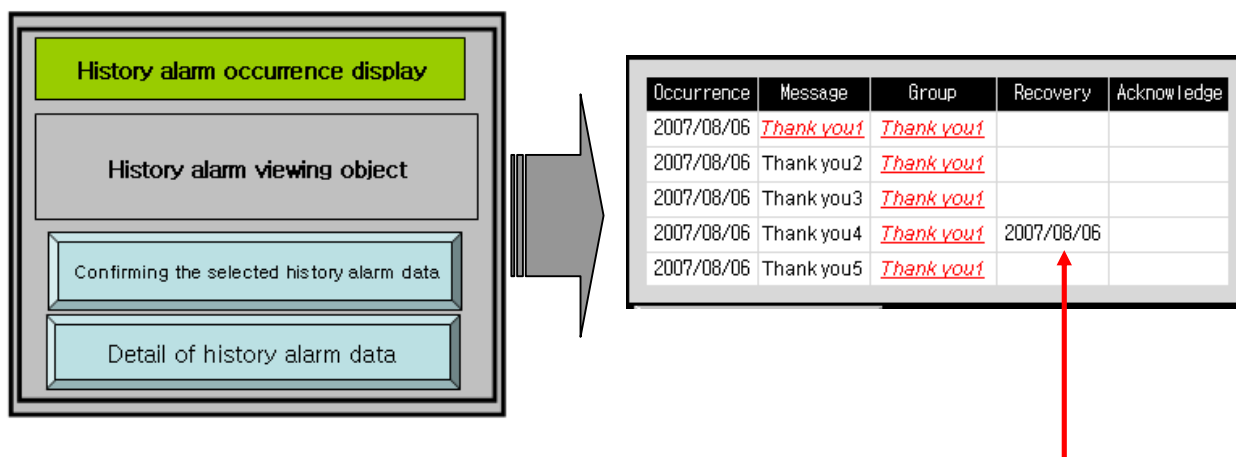 History alarm occurrence display
History alarm viewing object
Confirming the selected history alarm data
Detail of history alarm data
Occurrence Message Group Recovery Acknowledge
2007/08/06 Thank you1 Thank you1
2007/08/06 Thank you2 Thank you1
2007/08/06 Thank you3 Thank you1
2007/08/06 Thank you4 Thank you1 2007/08/06
2007/08/06 Thank you5 Thank you1